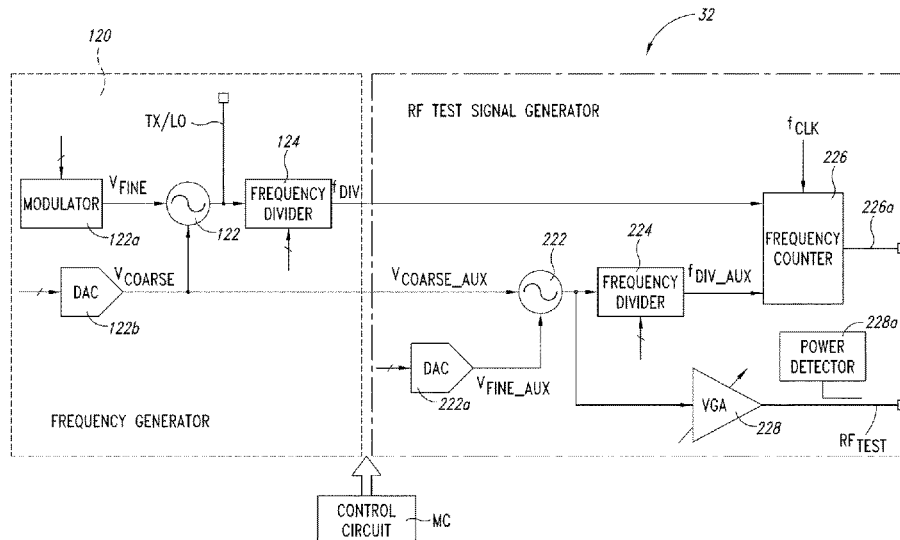 32
120
RF TEST SIGNAL GENERATOR
TX/LO
fCLK
124
226
VFINE
FREQUENCY
DIVIDER
fDIV
MODULATOR
122
122a
226a
FREQUENCY
COUNTER
222
224
VCOARSE
VCOARSE_AUX
FREQUENCY
DIVIDER
fDIV_AUX
DAC
122b
228a
POWER
DETECTOR
DAC
VFINE_AUX
222a
VGA
228
FREQUENCY GENERATOR
RFTEST
CONTROL
CIRCUIT
MC